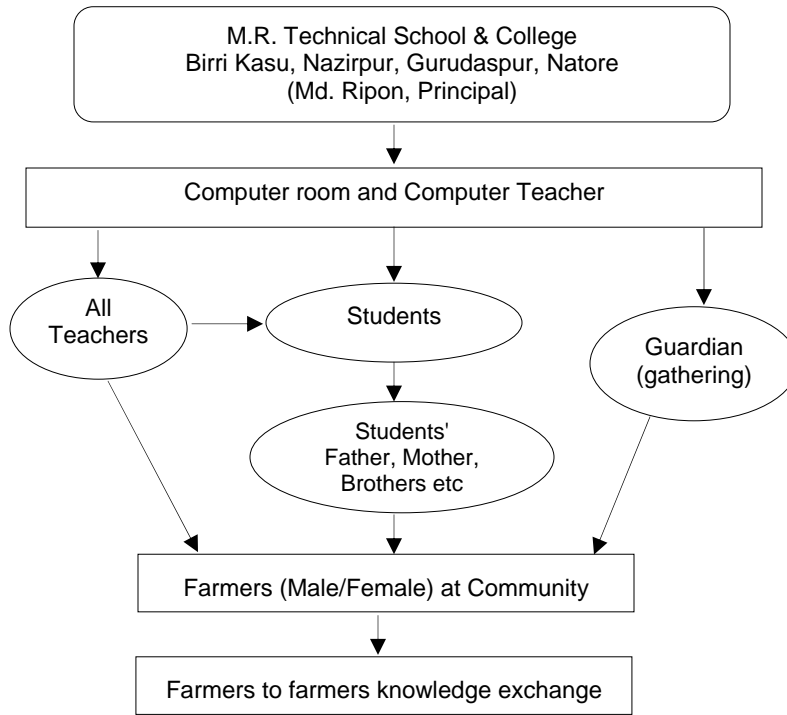 M.R. Technical School & College
Birri Kasu, Nazirpur, Gurudaspur, Natore
(Md. Ripon, Principal)
Computer room and Computer Teacher
All
Teachers
Students
Guardian
(gathering)
Students'
Father, Mother,
Brothers etc
Farmers (Male/Female) at Community
Farmers to farmers knowledge exchange